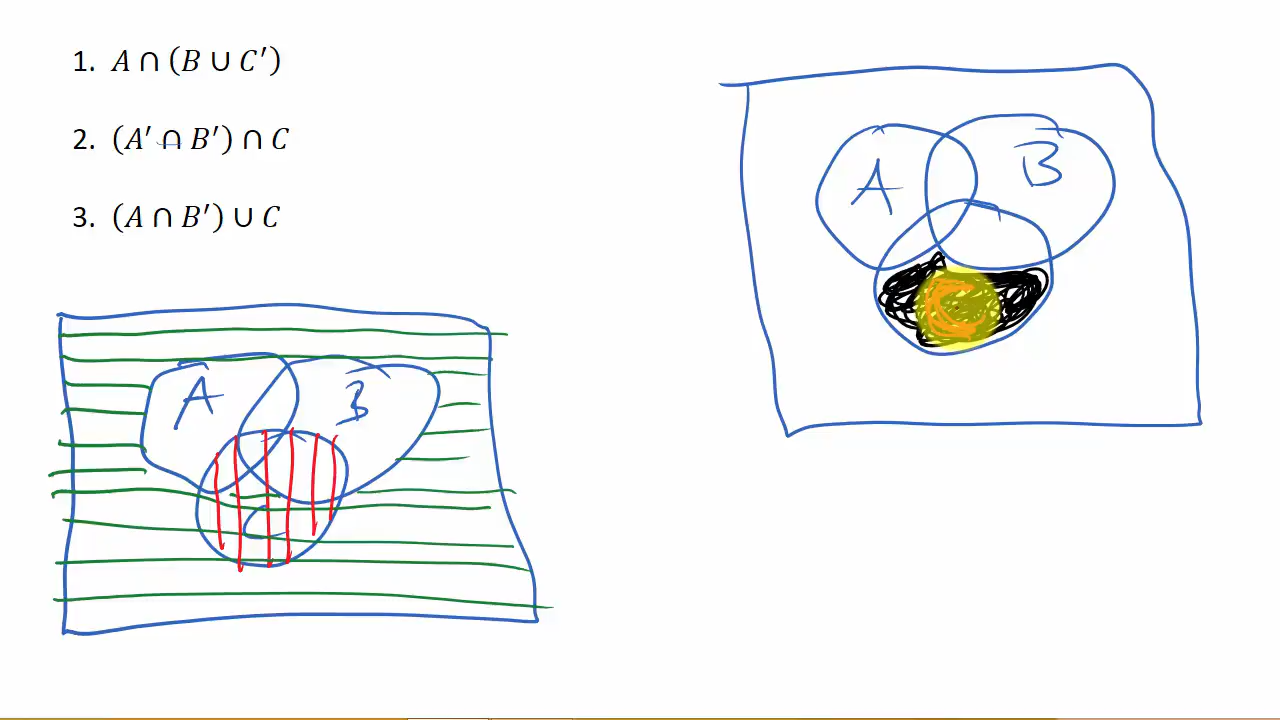 1. A ∩ (B ∪ C′)
2. (A′ ∩ B′) ∩ C
3. (A ∩ B′) ∪ C
A B
C
A B
C